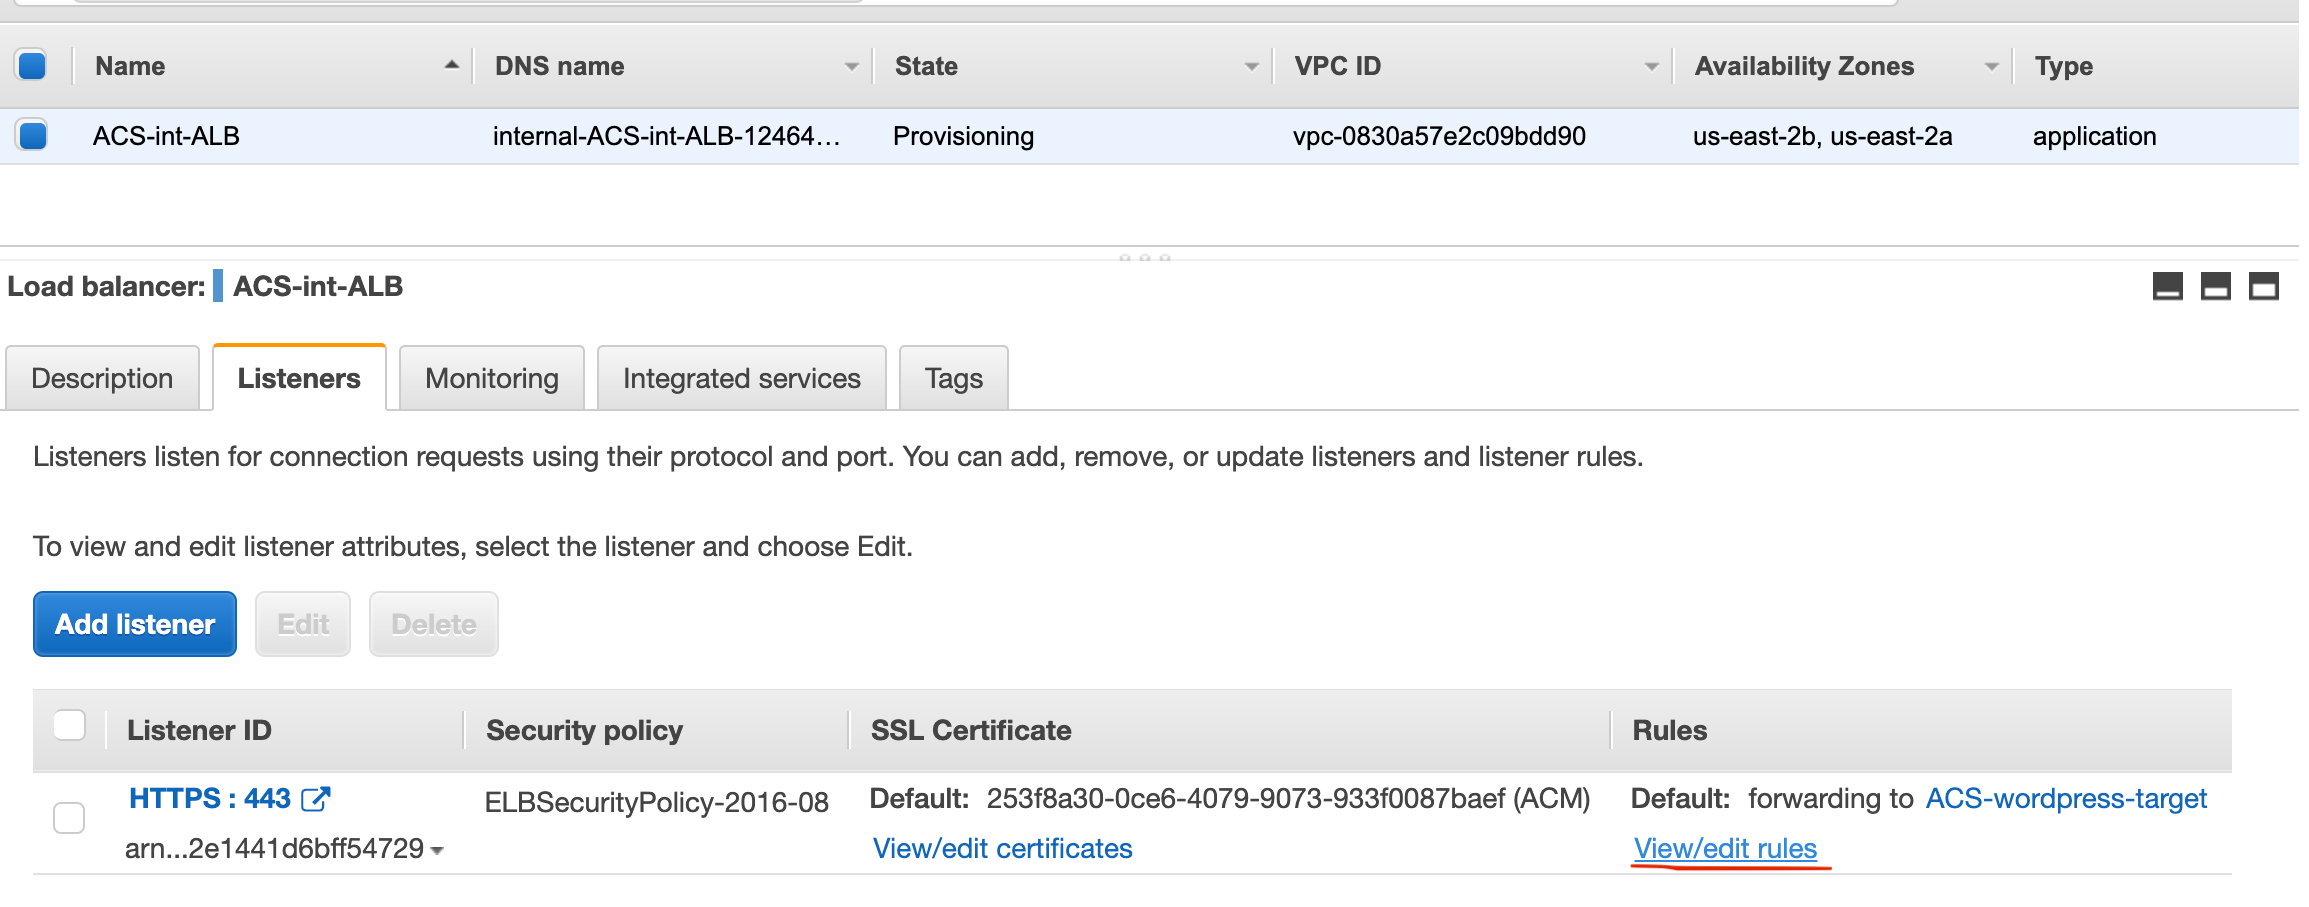 Name DNS name State VPC ID Availability Zones Type
ACS-int-ALB internal-ACS-int-ALB-12464... Provisioning vpc-0830a57e2c09bdd90 us-east-2b, us-east-2a application
Load balancer: ACS-int-ALB
Description Listeners Monitoring Integrated services Tags
Listeners listen for connection requests using their protocol and port. You can add, remove, or update listeners and listener rules.
To view and edit listener attributes, select the listener and choose Edit.
Add listener Edit Delete
Listener ID Security policy SSL Certificate Rules
HTTPS : 443 ELBSecurityPolicy-2016-08 Default: 253f8a30-0ce6-4079-9073-933f0087baef (ACM) Default: forwarding to ACS-wordpress-target
arn...2e1441d6bff54729 View/edit certificates View/edit rules